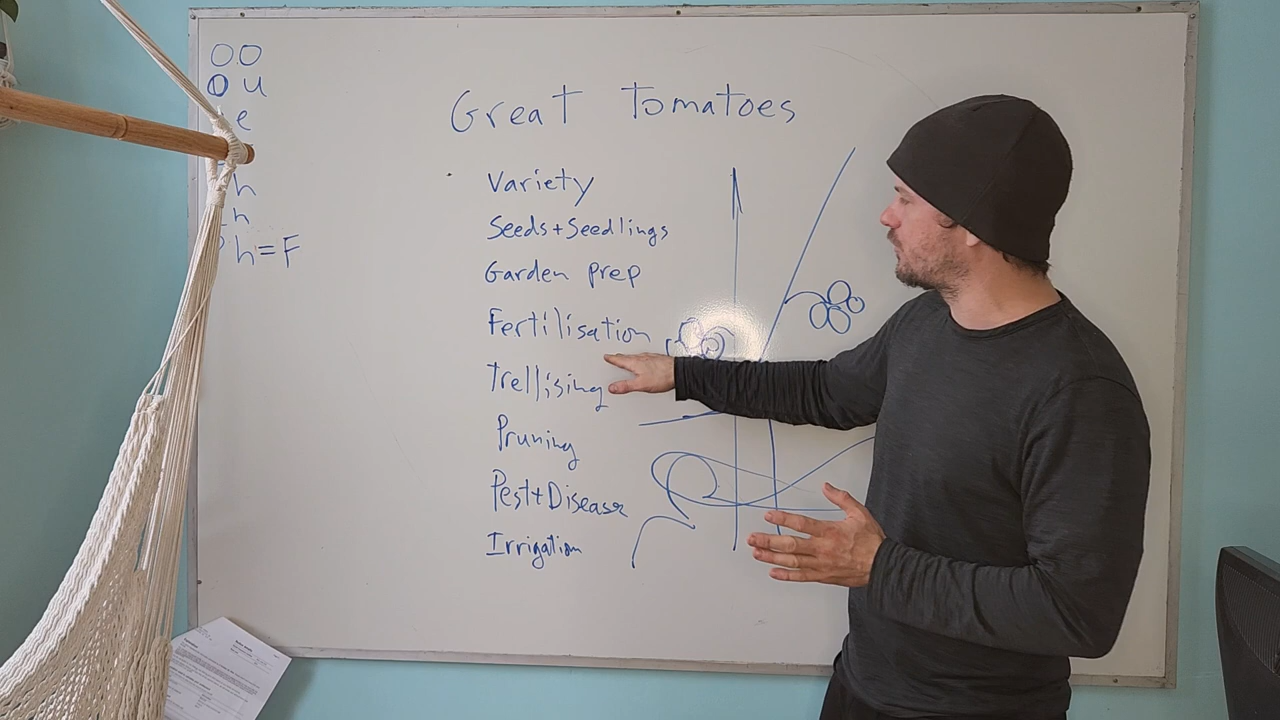 OO
Ou
e
h
h
h=F
Great Tomatoes
Variety
Seeds+Seedlings
Garden prep
Fertilisation
Trellising
Pruning
Pest+Disease
Irrigation